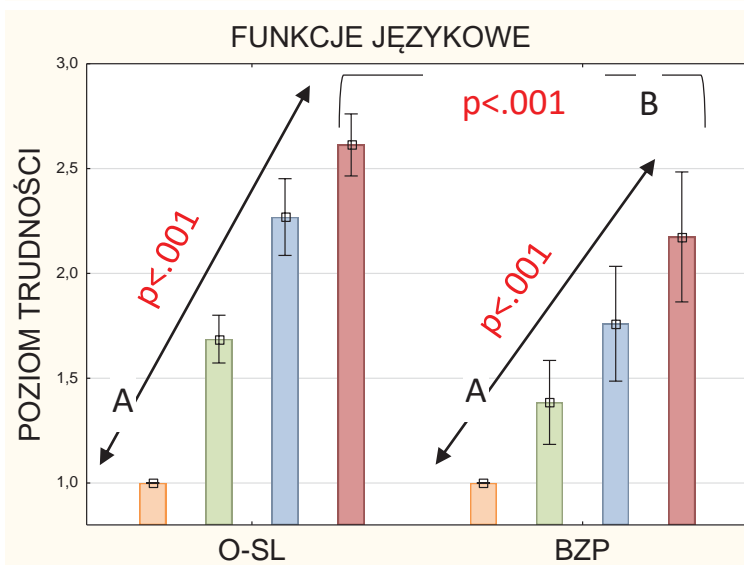 FUNKCJE JĘZYKOWE
POZIOM TRUDNOŚCI
3,0
2,5
2,0
1,5
1,0
p<.001
A
p<.001
B
p<.001
A
O-SL
BZP